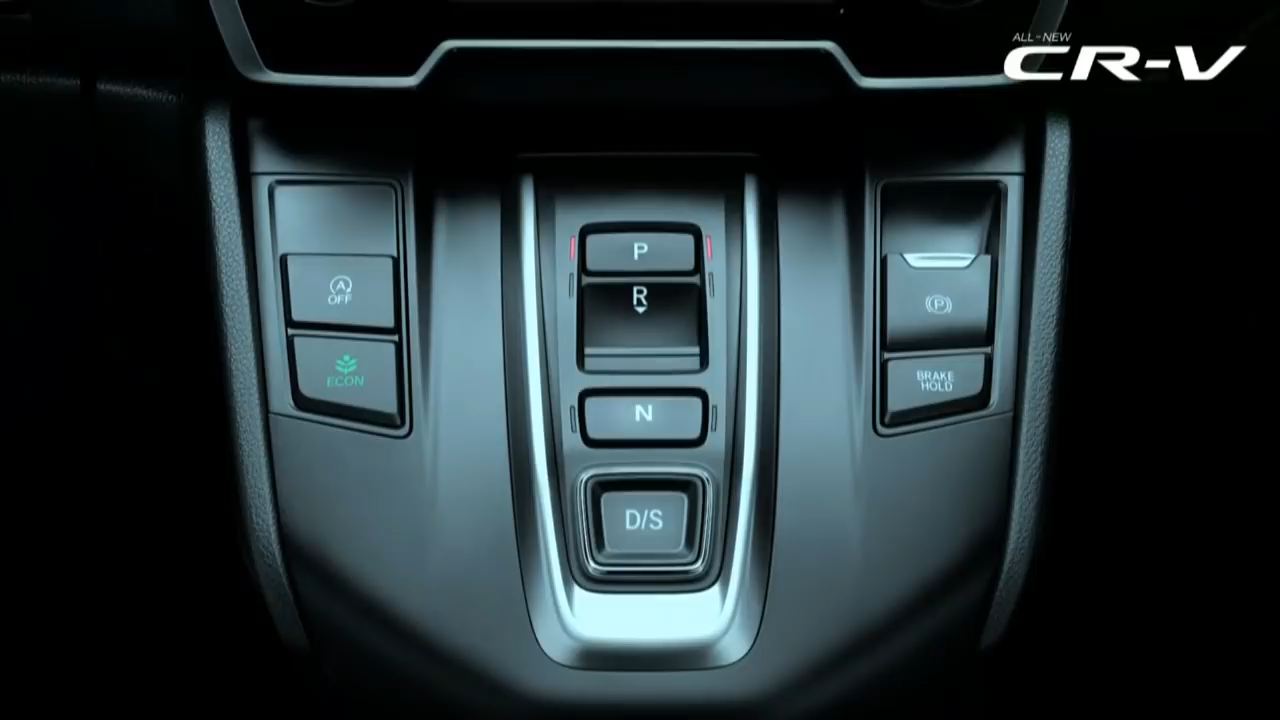 ALL-NEW
CR-V
P
R
A
OFF
(P)
ECON
BRAKE
HOLD
N
D/S